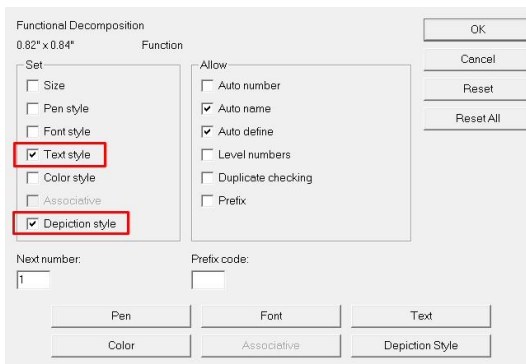 Functional Decomposition
0.82" x 0.84" Function
Set
Size
Pen style
Font style
Text style
Color style
Associative
Depiction style
Allow
Auto number
Auto name
Auto define
Level numbers
Duplicate checking
Prefix
OK
Cancel
Reset
Reset All
Next number:
1
Prefix code:
Pen Font Text
Color Associative Depiction Style